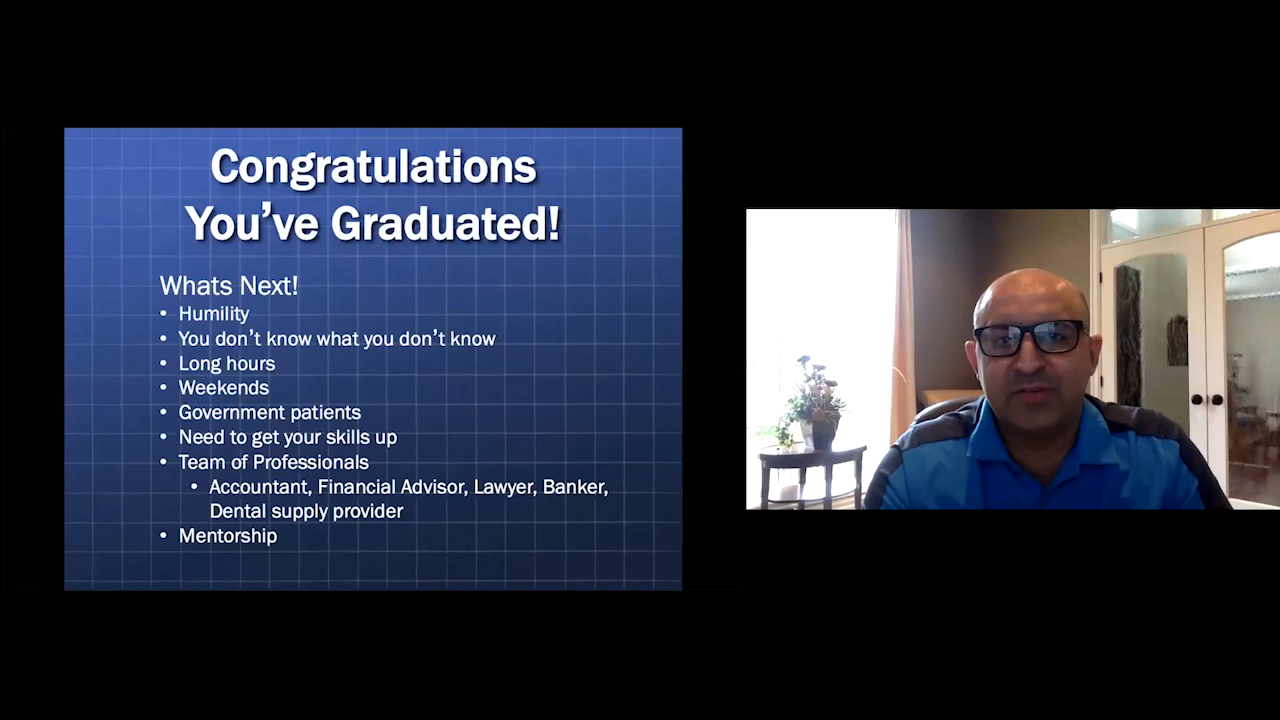 Congratulations
You’ve Graduated!
Whats Next!
• Humility
• You don’t know what you don’t know
• Long hours
• Weekends
• Government patients
• Need to get your skills up
• Team of Professionals
• Accountant, Financial Advisor, Lawyer, Banker,
Dental supply provider
• Mentorship